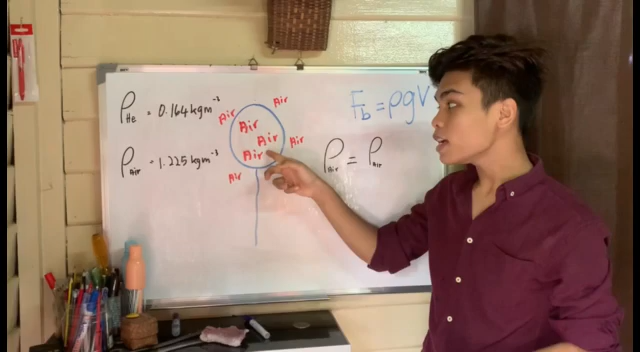 ρHe = 0.164 kgm⁻³
ρAir = 1.225 kgm⁻³
Air
Air
Air
Air
Air
Air
Air
Fb = ρgV
ρAir = ρAir